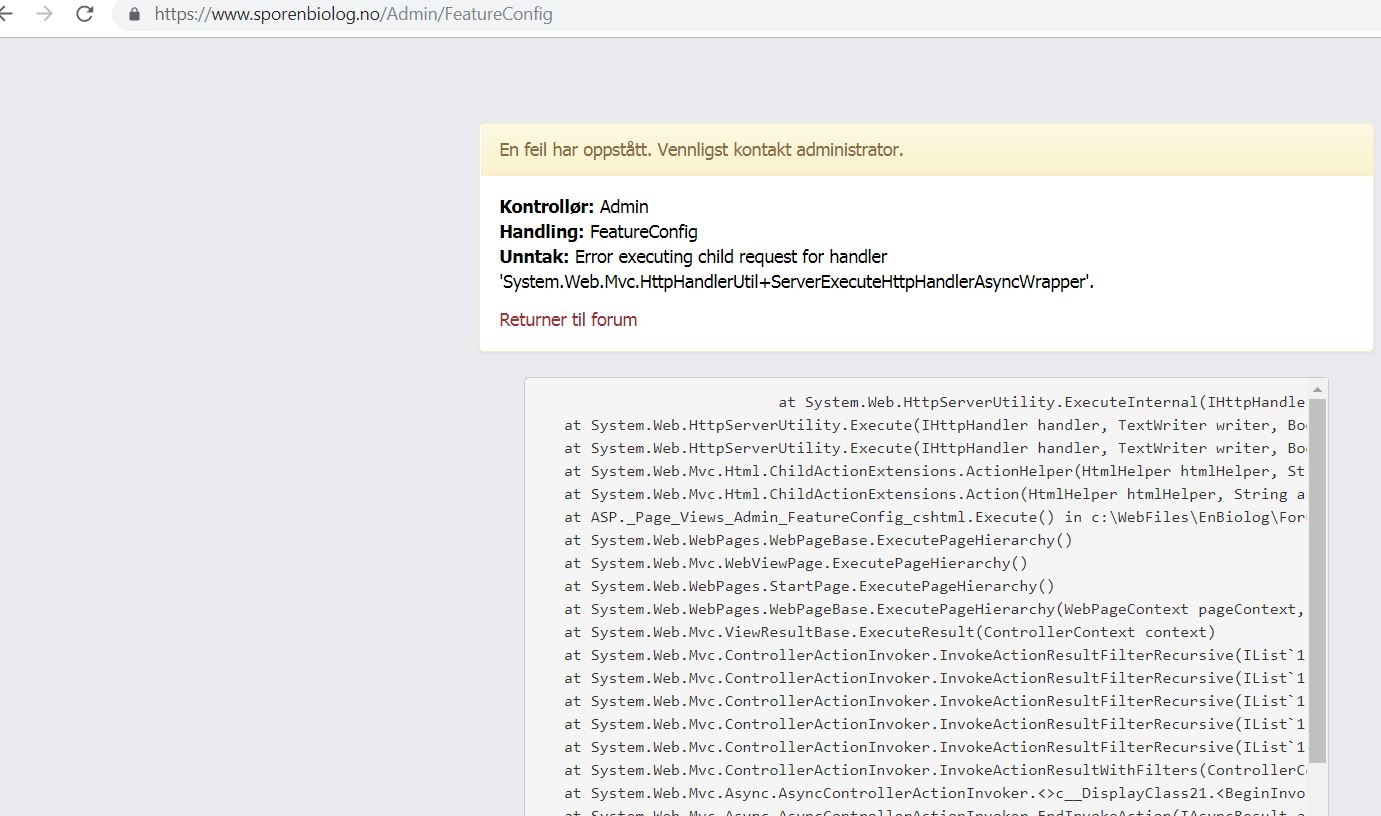 https://www.sporenbiolog.no/Admin/FeatureConfig
En feil har oppstått. Vennligst kontakt administrator.
Kontrollør: Admin
Handling: FeatureConfig
Unntak: Error executing child request for handler
'System.Web.Mvc.HttpHandlerUtil+ServerExecuteHttpHandlerAsyncWrapper'.
Returner til forum
at System.Web.HttpServerUtility.ExecuteInternal(IHttpHandle
at System.Web.HttpServerUtility.Execute(IHttpHandler handler, TextWriter writer, Bo
at System.Web.HttpServerUtility.Execute(IHttpHandler handler, TextWriter writer, Bo
at System.Web.Mvc.Html.ChildActionExtensions.ActionHelper(HtmlHelper htmlHelper, St
at System.Web.Mvc.Html.ChildActionExtensions.Action(HtmlHelper htmlHelper, String a
at ASP._Page_Views_Admin_FeatureConfig_cshtml.Execute() in c:\WebFiles\EnBiolog\For
at System.Web.WebPages.WebPageBase.ExecutePageHierarchy()
at System.Web.Mvc.WebViewPage.ExecutePageHierarchy()
at System.Web.WebPages.StartPage.ExecutePageHierarchy()
at System.Web.WebPages.WebPageBase.ExecutePageHierarchy(WebPageContext pageContext,
at System.Web.Mvc.ViewResultBase.ExecuteResult(ControllerContext context)
at System.Web.Mvc.ControllerActionInvoker.InvokeActionResultFilterRecursive(IList`1
at System.Web.Mvc.ControllerActionInvoker.InvokeActionResultFilterRecursive(IList`1
at System.Web.Mvc.ControllerActionInvoker.InvokeActionResultFilterRecursive(IList`1
at System.Web.Mvc.ControllerActionInvoker.InvokeActionResultFilterRecursive(IList`1
at System.Web.Mvc.ControllerActionInvoker.InvokeActionResultFilterRecursive(IList`1
at System.Web.Mvc.ControllerActionInvoker.InvokeActionResultWithFilters(ControllerC
at System.Web.Mvc.Async.AsyncControllerActionInvoker.<>c__DisplayClass21.<BeginInvo
at System.Web.Mvc.Async.AsyncControllerActionInvoker.EndInvokeAction(IAsyncResult a